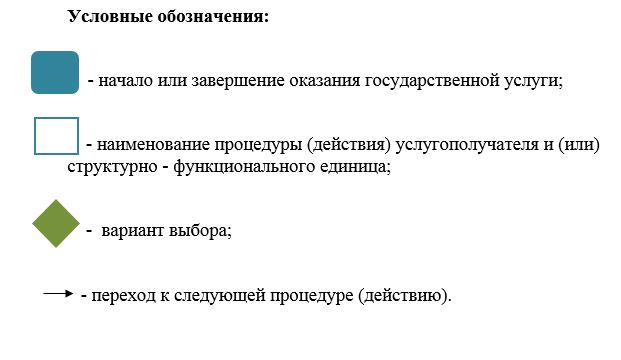 Условные обозначения:
- начало или завершение оказания государственной услуги;
- наименование процедуры (действия) услугополучателя и (или)
структурно - функционального единица;
- вариант выбора;
- переход к следующей процедуре (действию).